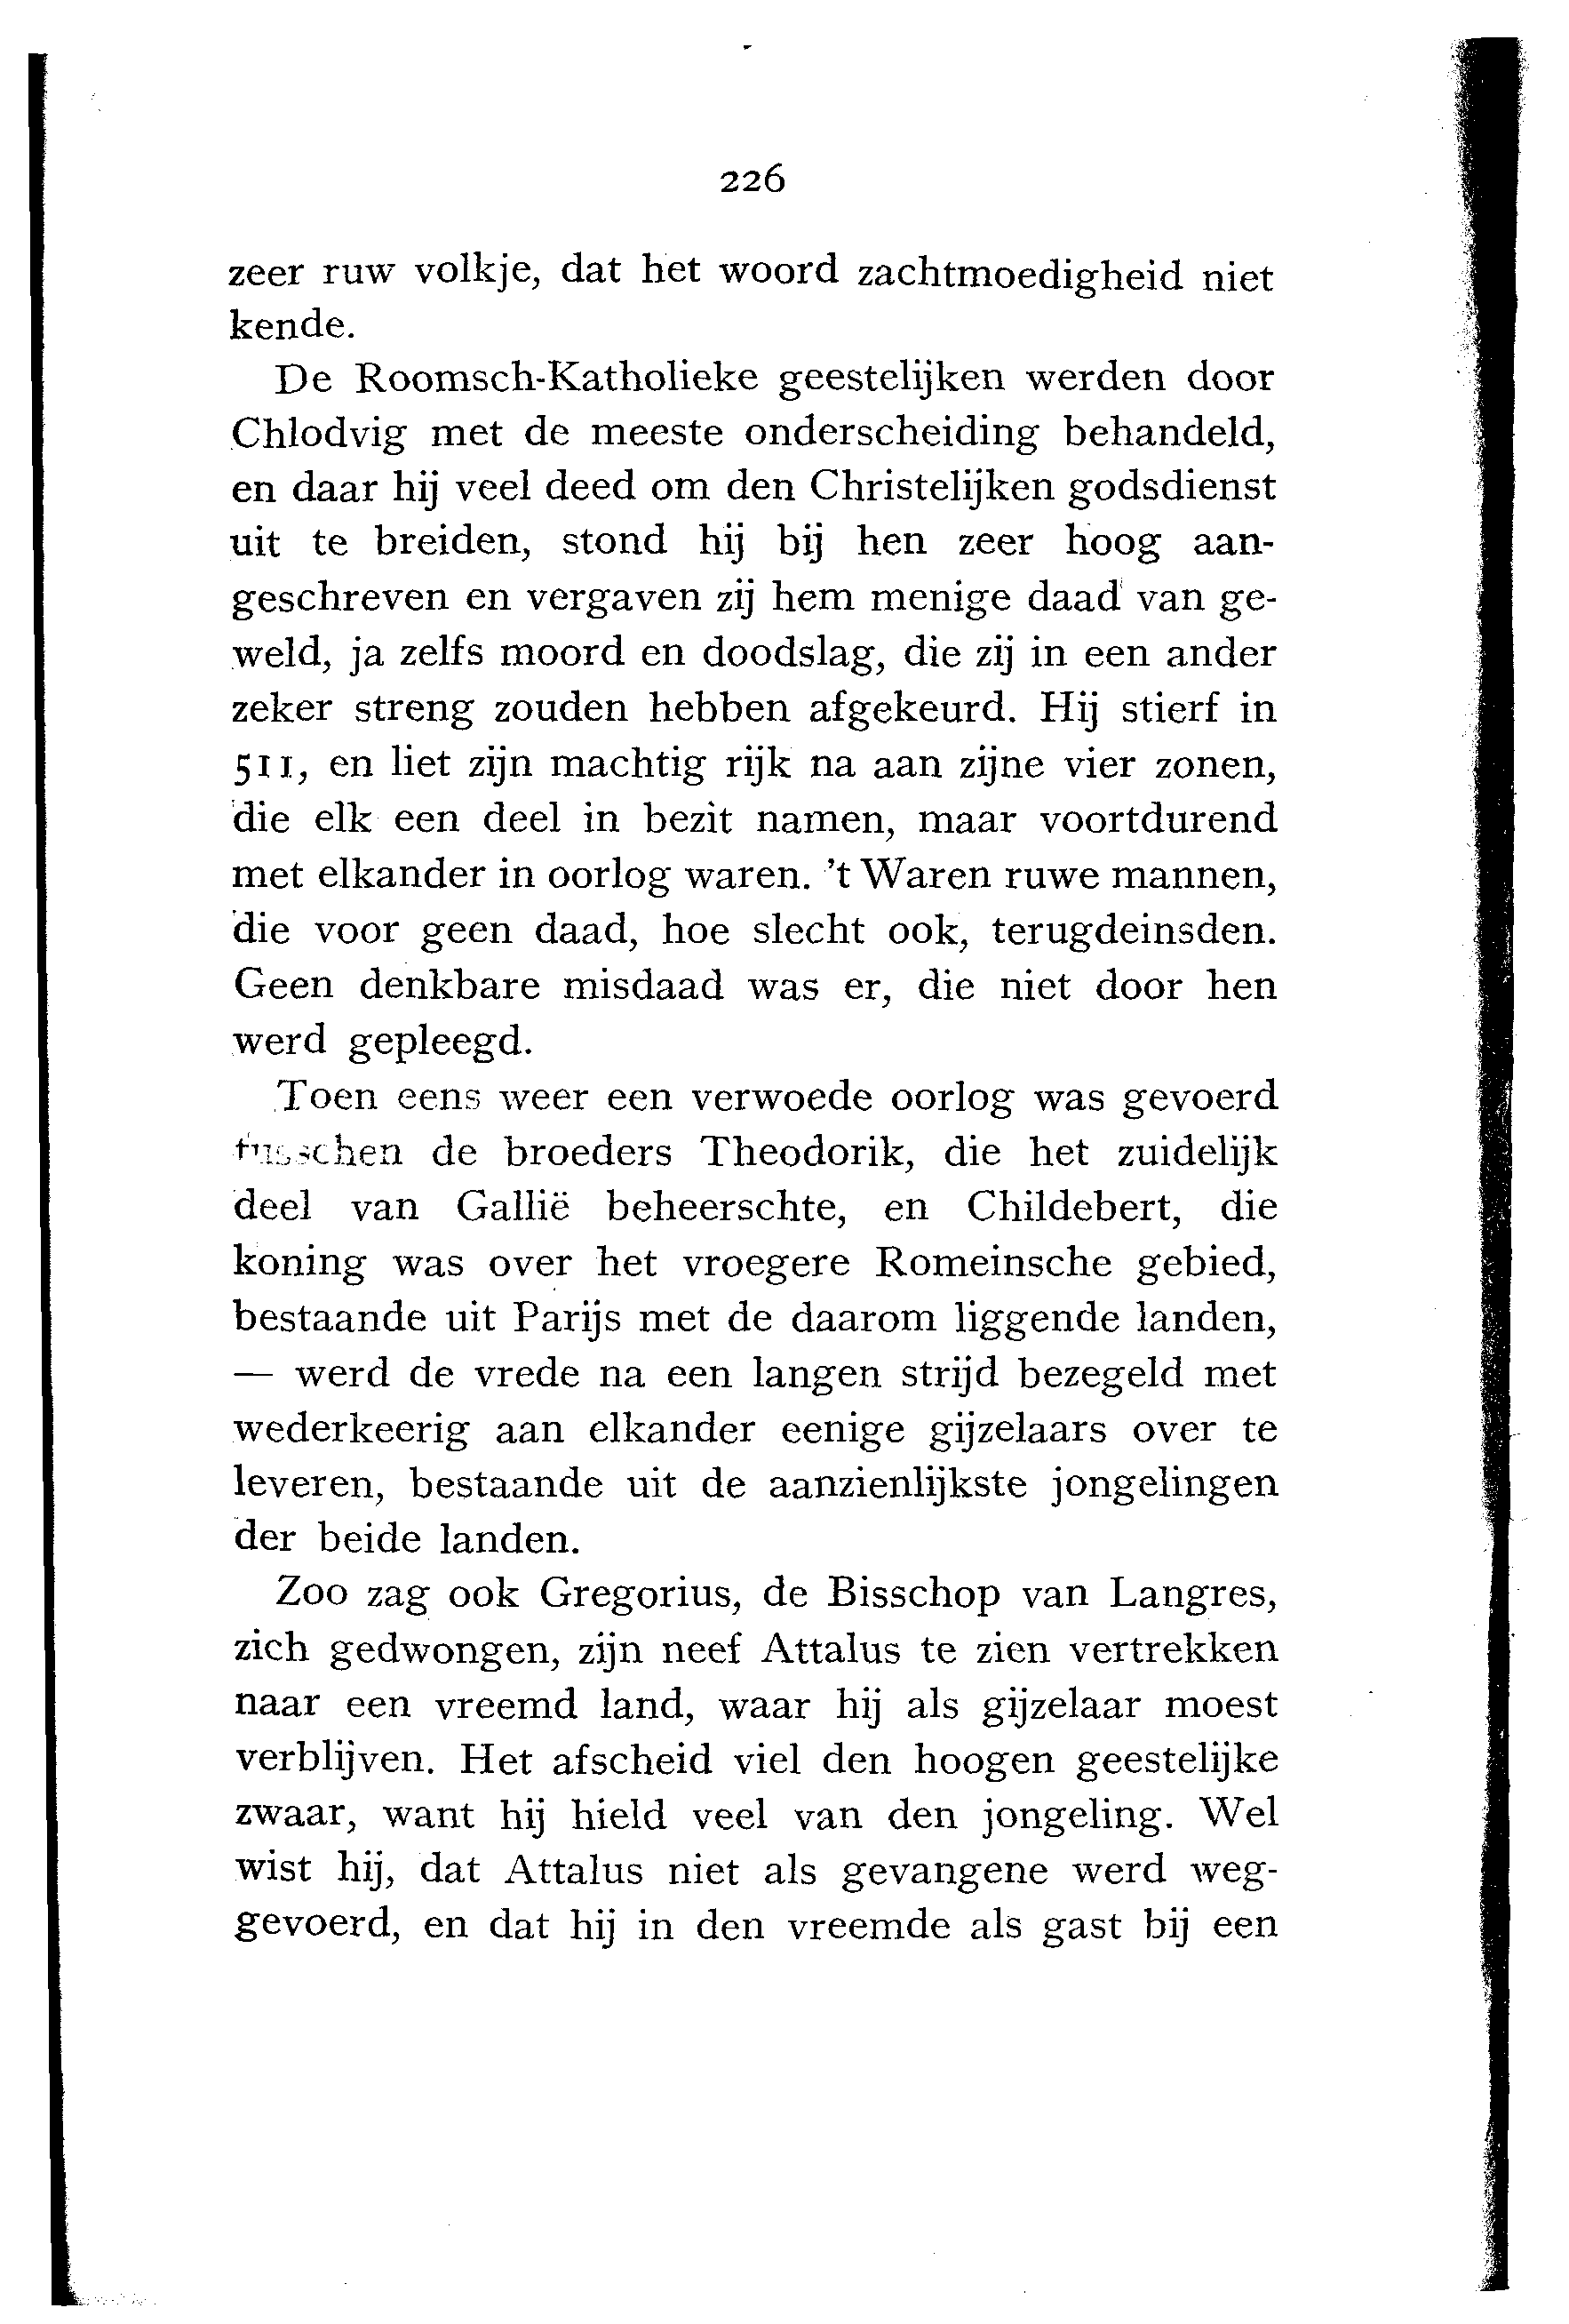 226
zeer ruw volkje, dat het woord zachtmoedigheid niet
kende.
De Roomsch-Katholieke geestelijken werden door
Chlodvig met de meeste onderscheiding behandeld,
en daar hij veel deed om den Christelijken godsdienst
uit te breiden, stond hij bij hen zeer hoog aan-
geschreven en vergaven zij hem menige daad van ge-
weld, ja zelfs moord en doodslag, die zij in een ander
zeker streng zouden hebben afgekeurd. Hij stierf in
511, en liet zijn machtig rijk na aan zijne vier zonen,
die elk een deel in bezit namen, maar voortdurend
met elkander in oorlog waren. 't Waren ruwe mannen,
die voor geen daad, hoe slecht ook, terugdeinsden.
Geen denkbare misdaad was er, die niet door hen
werd gepleegd.
Toen eens weer een verwoede oorlog was gevoerd
tusschen de broeders Theodorik, die het zuidelijk
deel van Gallië beheerschte, en Childebert, die
koning was over het vroegere Romeinsche gebied,
bestaande uit Parijs met de daarom liggende landen,
— werd de vrede na een langen strijd bezegeld met
wederkeerig aan elkander eenige gijzelaars over te
leveren, bestaande uit de aanzienlijkste jongelingen
der beide landen.
Zoo zag ook Gregorius, de Bisschop van Langres,
zich gedwongen, zijn neef Attalus te zien vertrekken
naar een vreemd land, waar hij als gijzelaar moest
verblijven. Het afscheid viel den hoogen geestelijke
zwaar, want hij hield veel van den jongeling. Wel
wist hij, dat Attalus niet als gevangene werd weg-
gevoerd, en dat hij in den vreemde als gast bij een